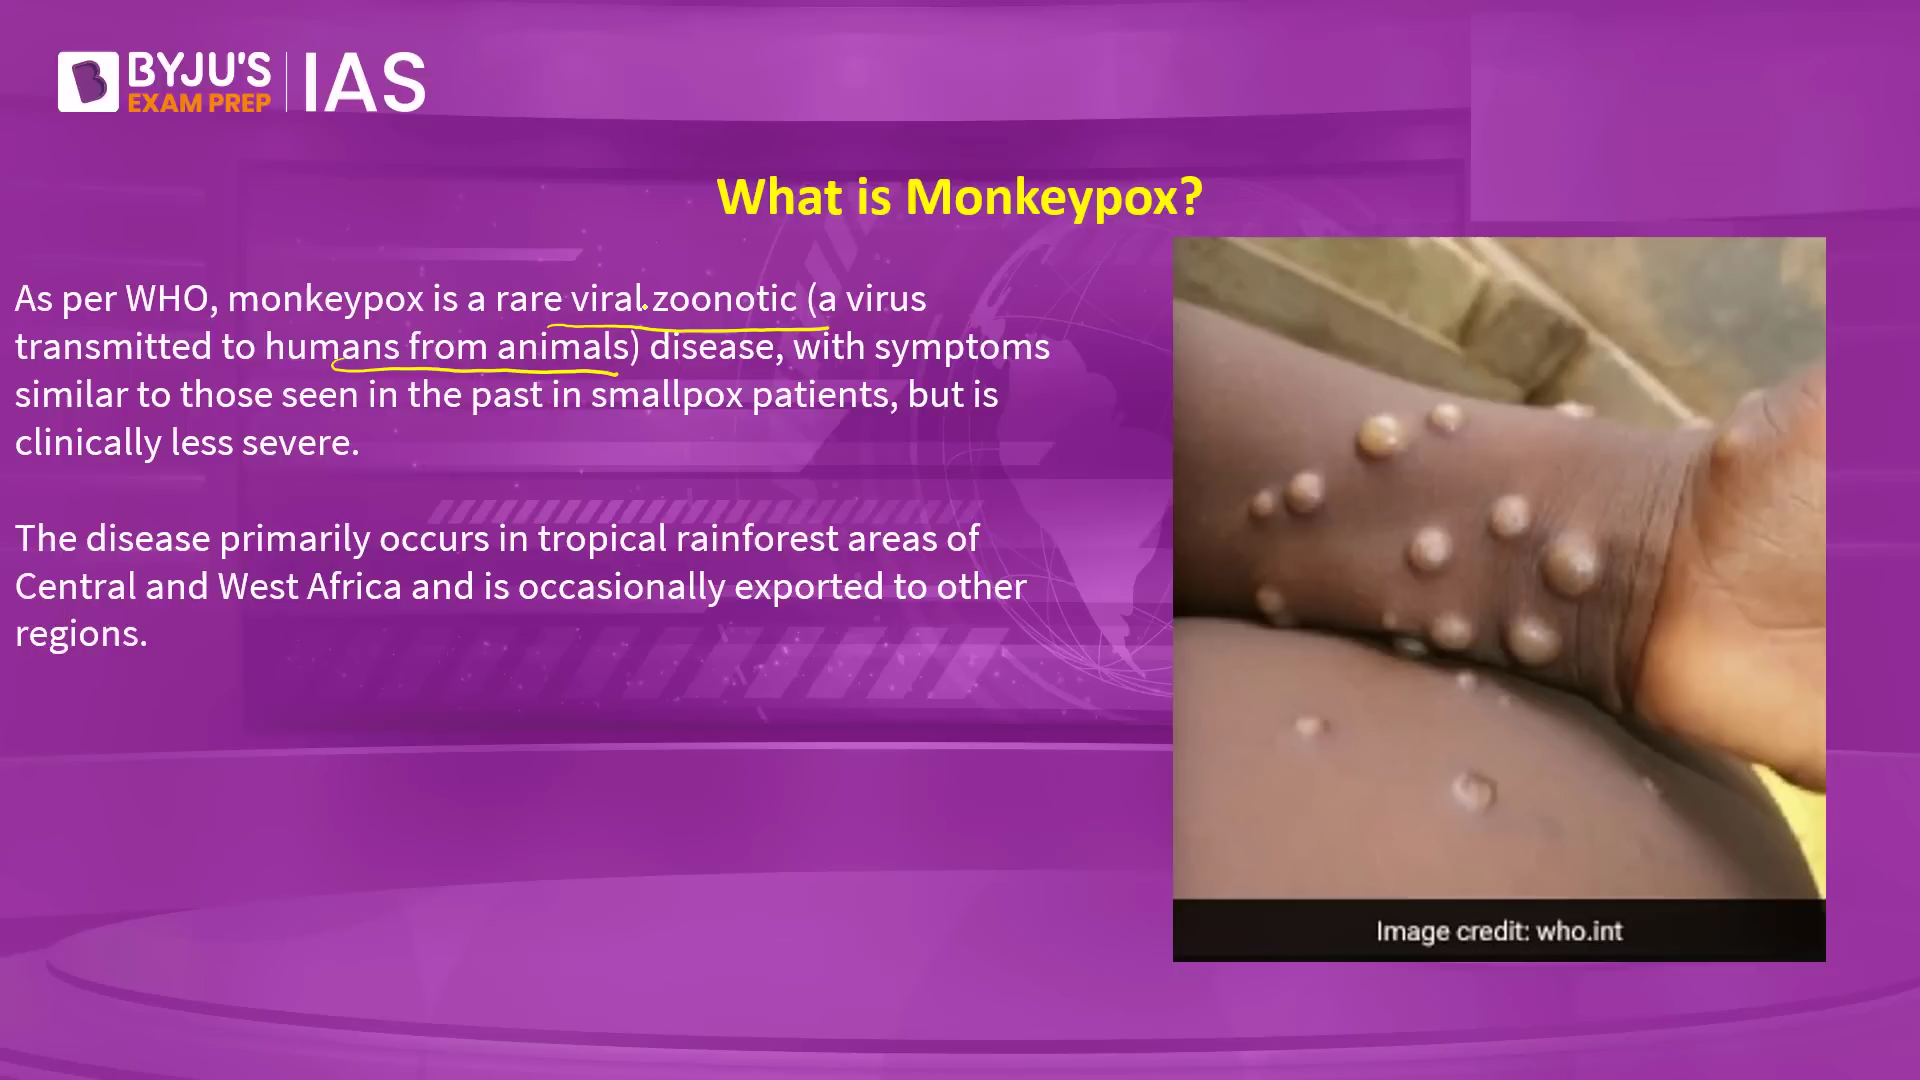 BYJU'S
EXAM PREP
IAS
What is Monkeypox?
As per WHO, monkeypox is a rare viral zoonotic (a virus
transmitted to humans from animals) disease, with symptoms
similar to those seen in the past in smallpox patients, but is
clinically less severe.
The disease primarily occurs in tropical rainforest areas of
Central and West Africa and is occasionally exported to other
regions.
Image credit: who.int